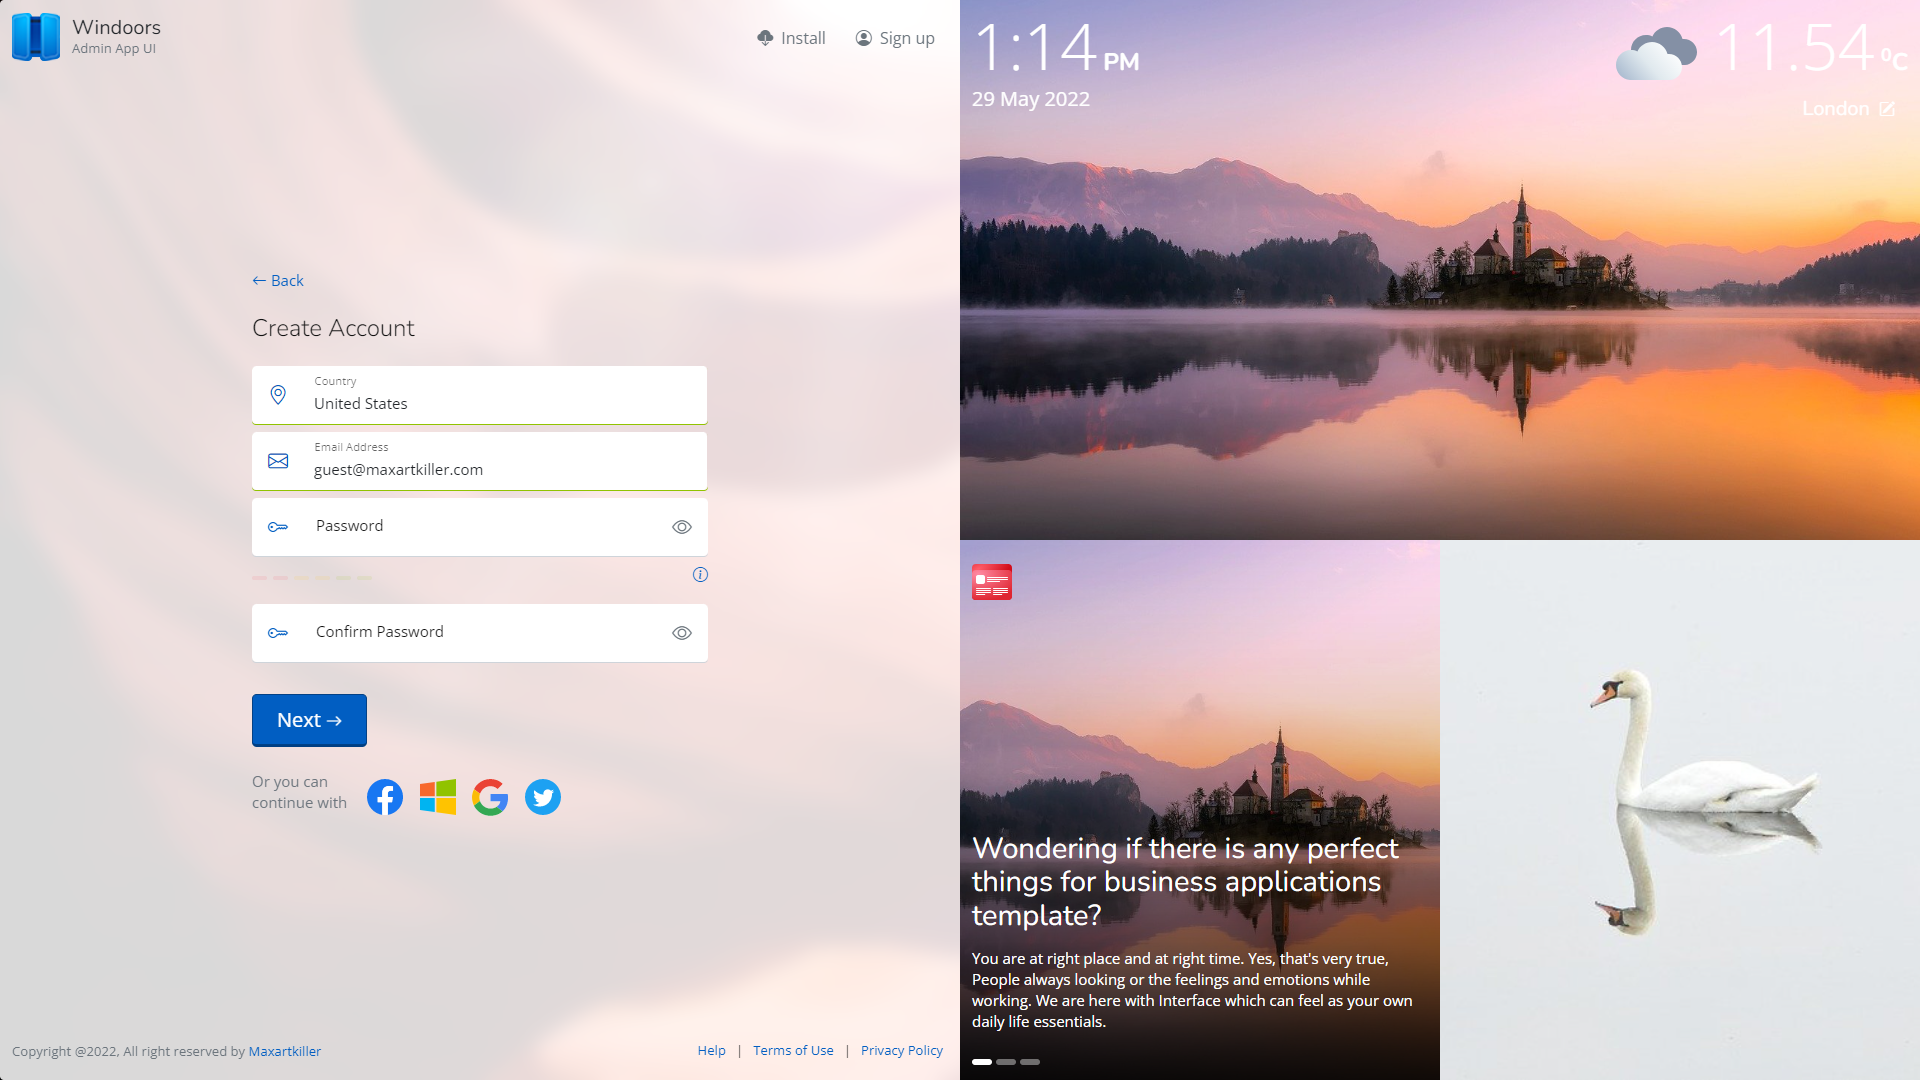 Windoors
Admin App UI
Install
Sign up
Back
Create Account
Country
United States
Email Address
guest@maxartkiller.com
Password
Confirm Password
Next
Or you can
continue with
Copyright @2022, All right reserved by Maxartkiller
Help | Terms of Use | Privacy Policy
1:14 PM
29 May 2022
11.54 ⁰C
London
Wondering if there is any perfect
things for business applications
template?
You are at right place and at right time. Yes, that's very true,
People always looking or the feelings and emotions while
working. We are here with Interface which can feel as your own
daily life essentials.